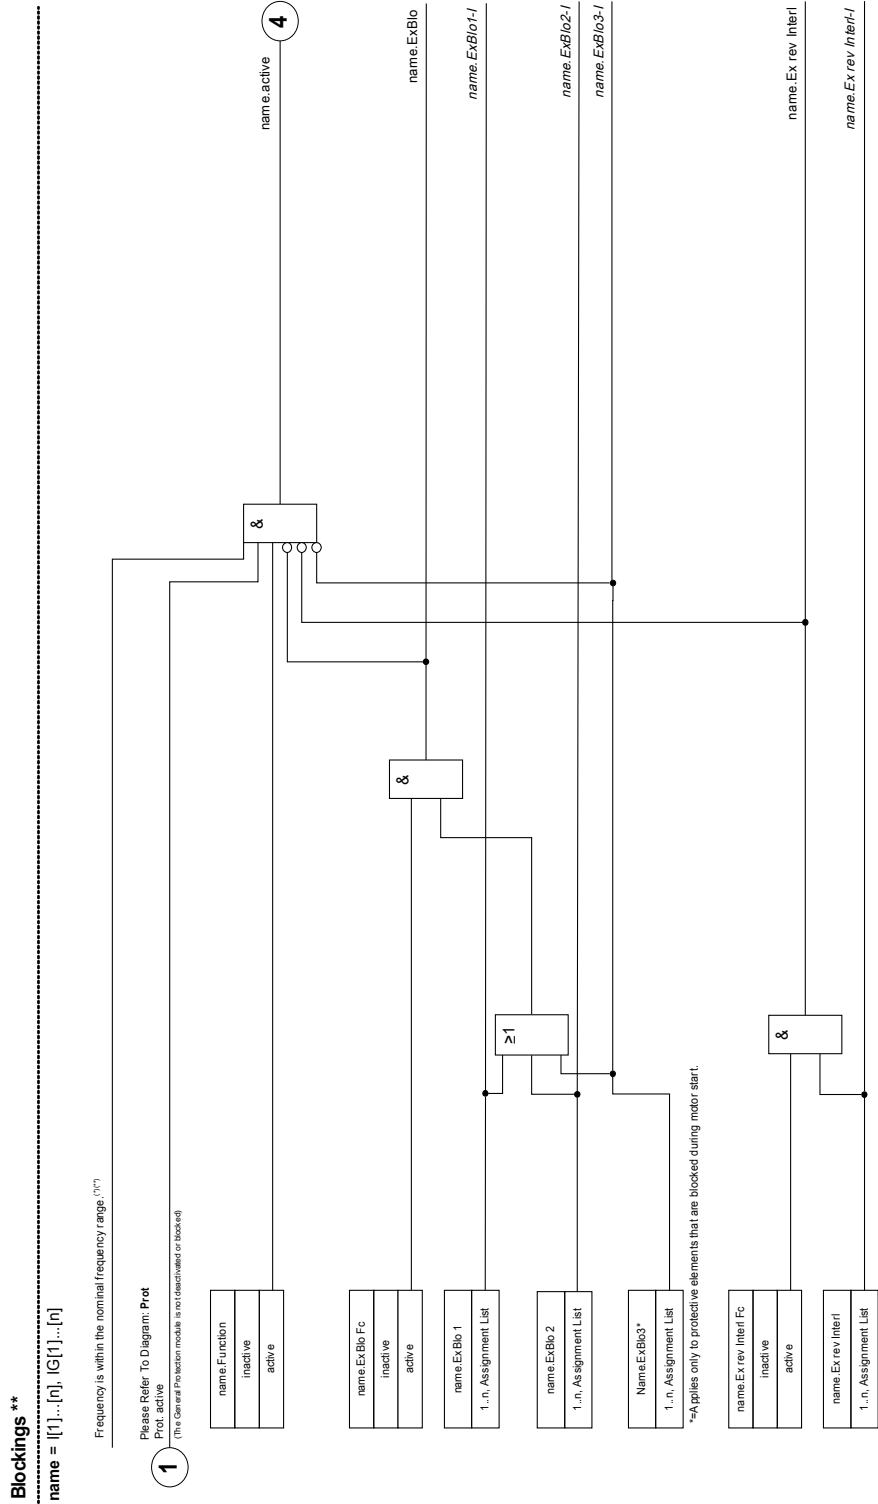 Blockings **
name = I[1]...[n], IG[1]...[n]
Frequency is within the nominal frequency range.(*)(**)
Please Refer To Diagram: Prot
Prot. active
(The General Protection module is not deactivated or blocked)
1
name.Function
inactive
active
name.ExBlo Fc
inactive
active
name.ExBlo 1
1..n, Assignment List
name.ExBlo 2
1..n, Assignment List
Name.ExBlo3*
1..n, Assignment List
*=Applies only to protective elements that are blocked during motor start.
name.Ex rev Interl Fc
inactive
active
name.Ex rev Interl
1..n, Assignment List
≥1
&
&
&
4
name.active
name.ExBlo
name.ExBlo1-I
name.ExBlo2-I
name.ExBlo3-I
name.Ex rev Interl
name.Ex rev Interl-I